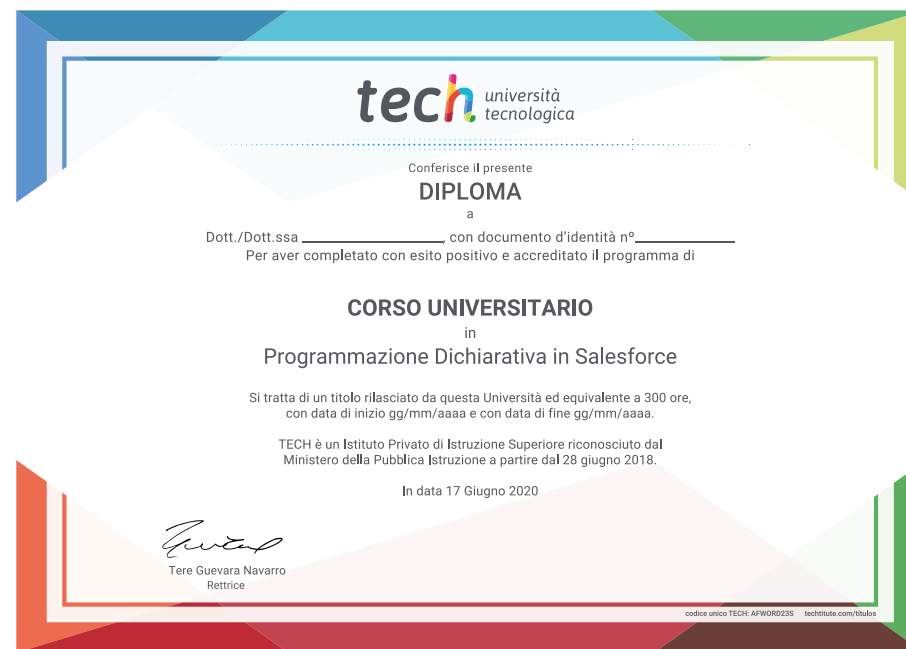 tech università
tecnologica
Conferisce il presente
DIPLOMA
a
Dott./Dott.ssa ________________, con documento d'identità nº____________
Per aver completato con esito positivo e accreditato il programma di
CORSO UNIVERSITARIO
in
Programmazione Dichiarativa in Salesforce
Si tratta di un titolo rilasciato da questa Università ed equivalente a 300 ore,
con data di inizio gg/mm/aaaa e con data di fine gg/mm/aaaa.
TECH è un Istituto Privato di Istruzione Superiore riconosciuto dal
Ministero della Pubblica Istruzione a partire dal 28 giugno 2018.
In data 17 Giugno 2020
Tere Guevara Navarro
Rettrice
codice unico TECH: AFWORD23S techtitute.com/títulos